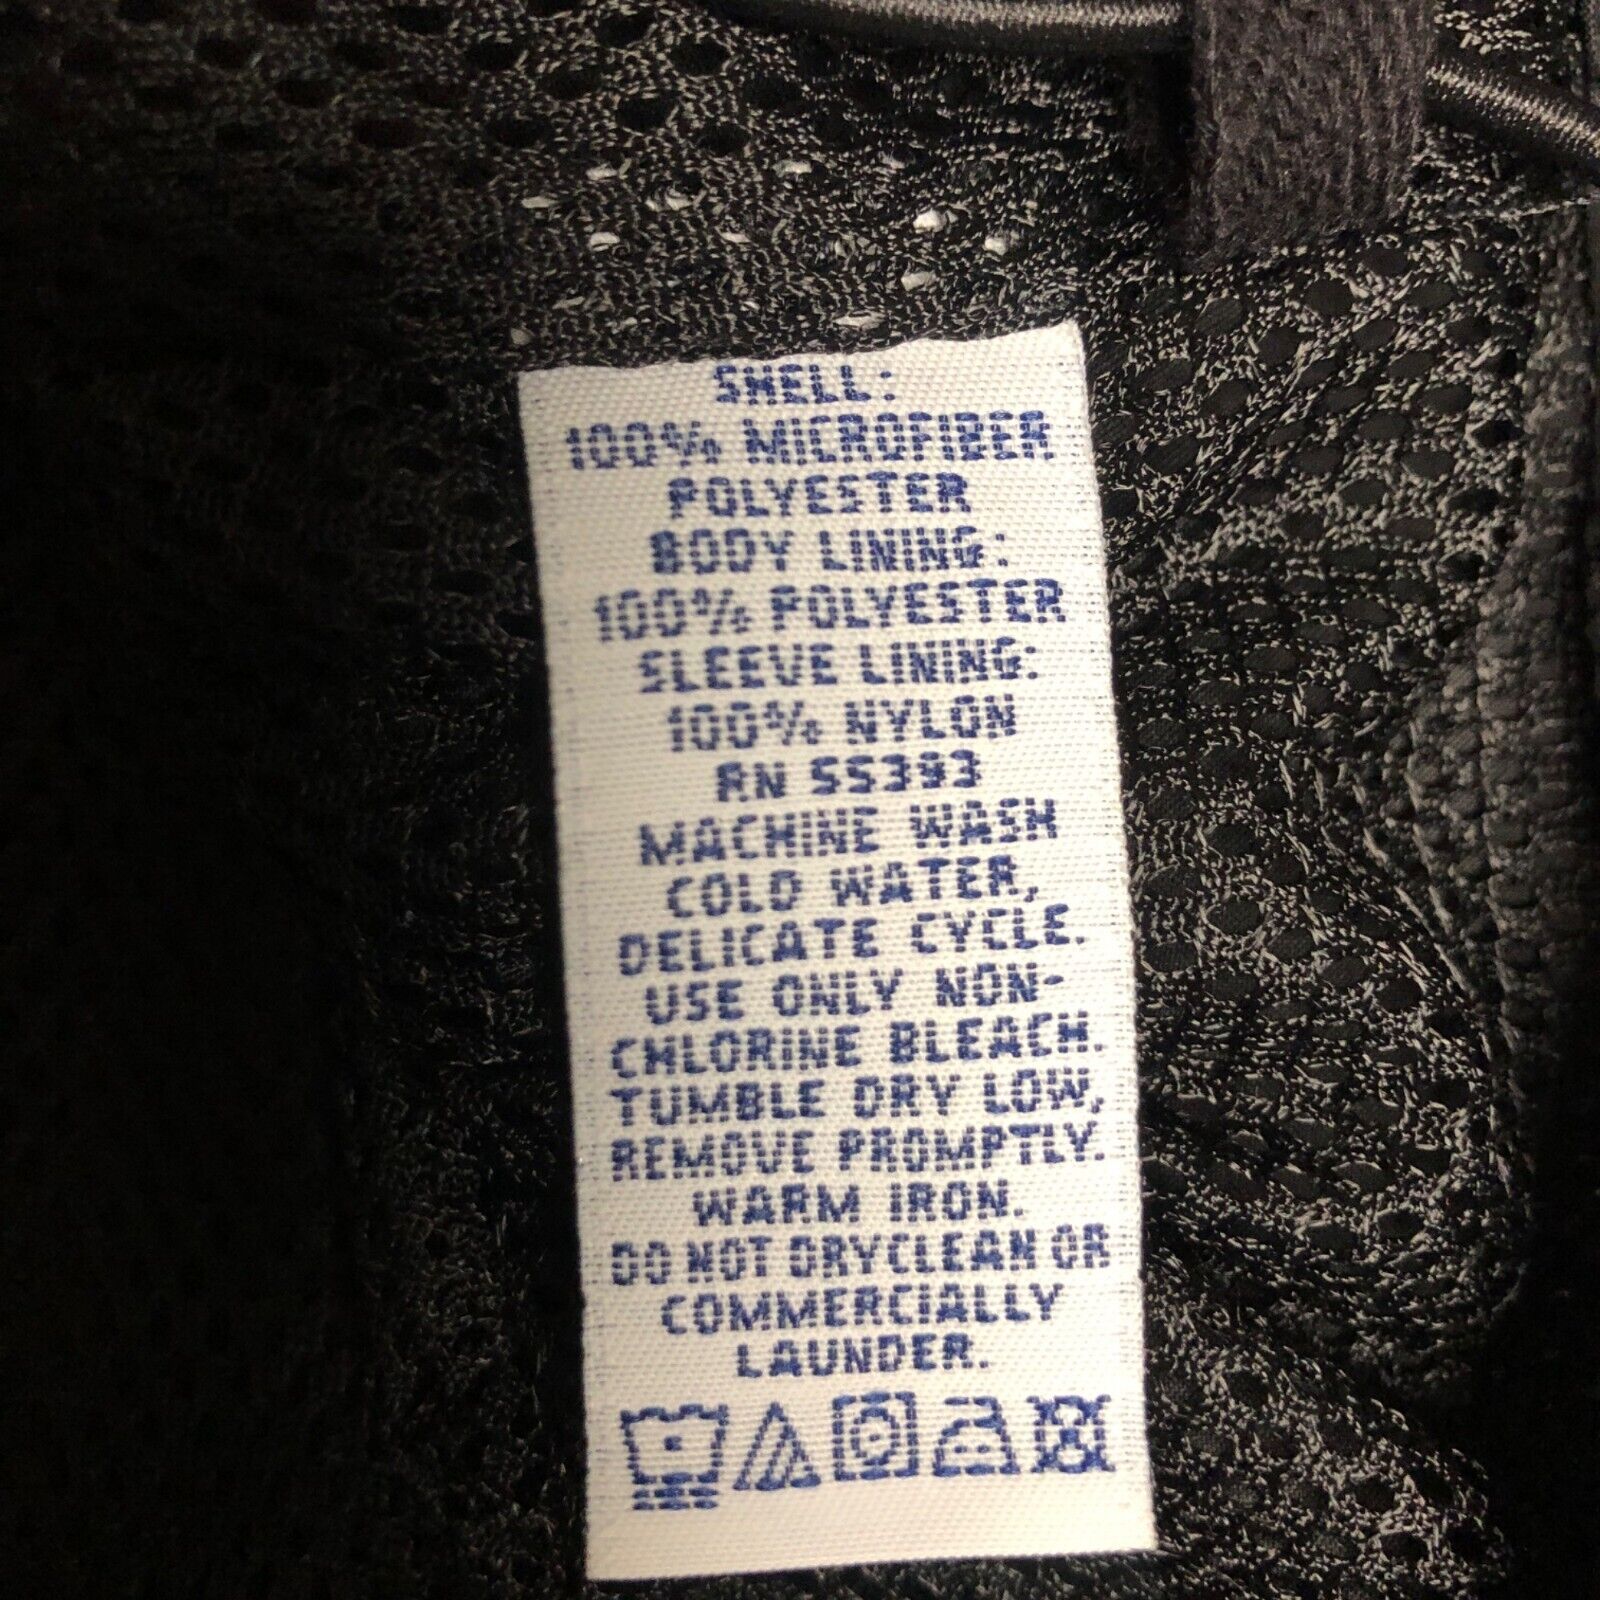 SHELL:
100% MICROFIBER
POLYESTER
BODY LINING:
100% POLYESTER
SLEEVE LINING:
100% NYLON
RN 55393
MACHINE WASH
COLD WATER,
DELICATE CYCLE.
USE ONLY NON-
CHLORINE BLEACH.
TUMBLE DRY LOW,
REMOVE PROMPTLY.
WARM IRON.
DO NOT DRYCLEAN OR
COMMERCIALLY
LAUNDER.